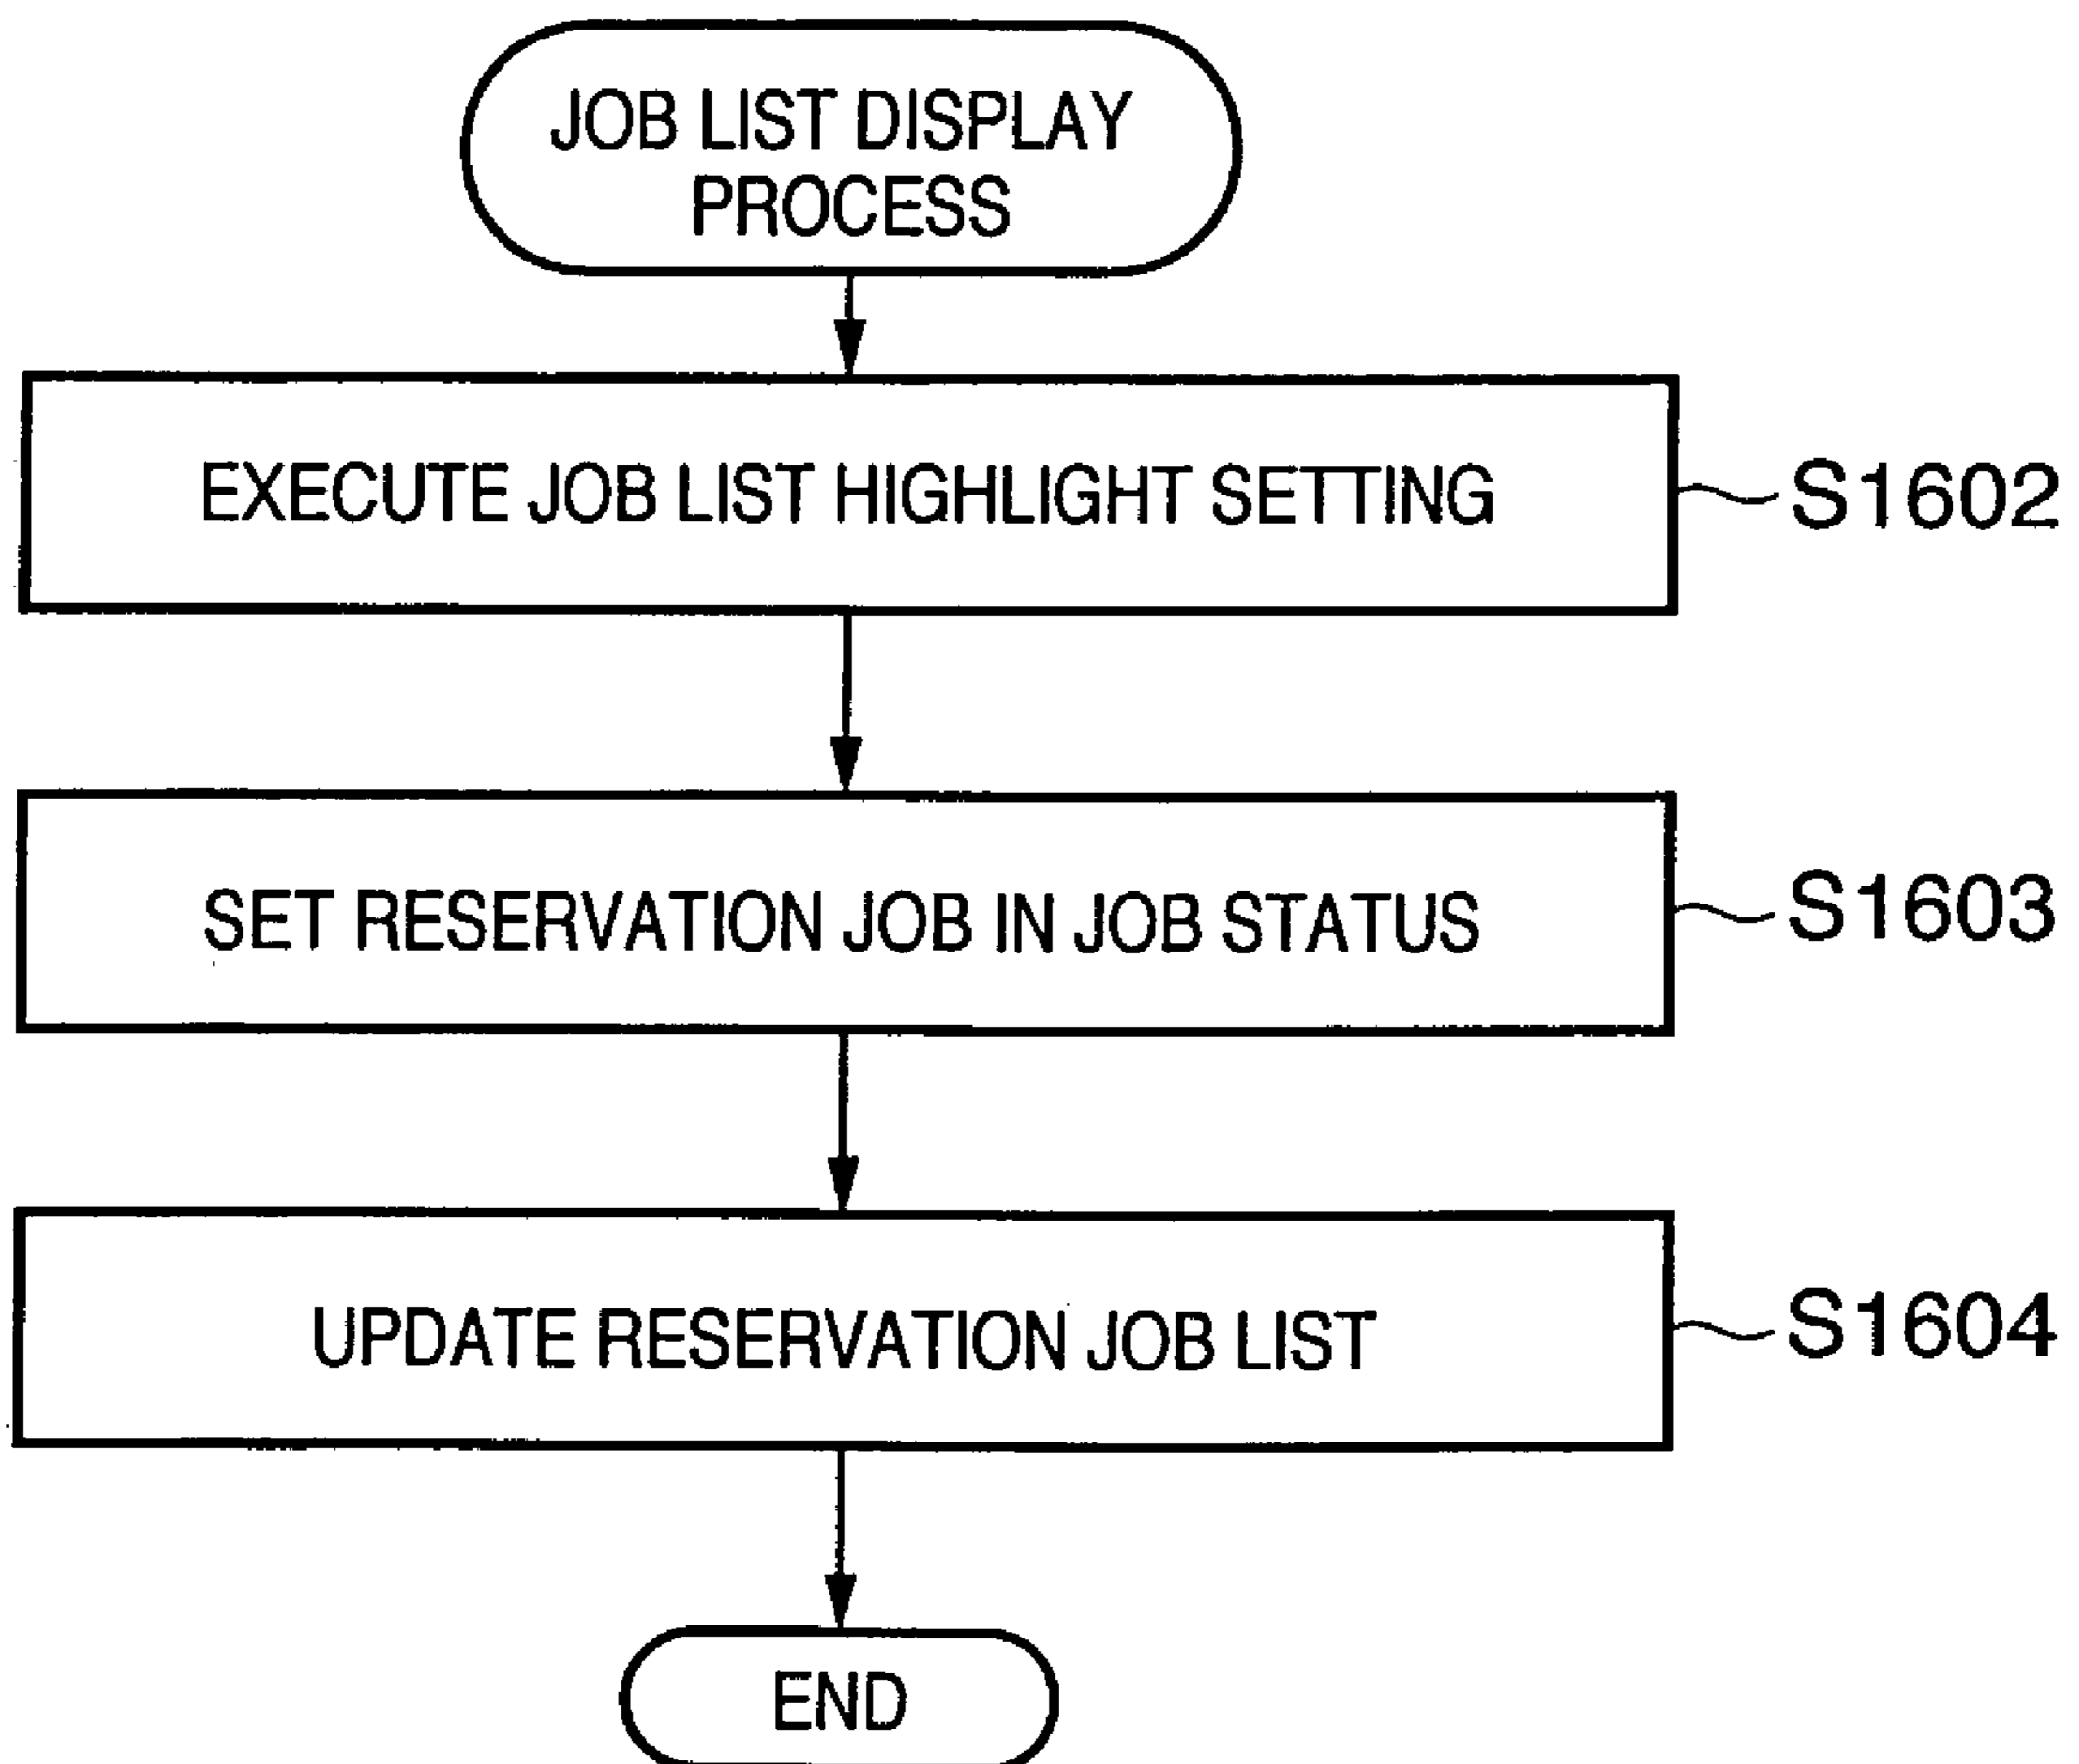 JOB LIST DISPLAY
PROCESS
EXECUTE JOB LIST HIGHLIGHT SETTING
S1602
SET RESERVATION JOB IN JOB STATUS
S1603
UPDATE RESERVATION JOB LIST
S1604
END